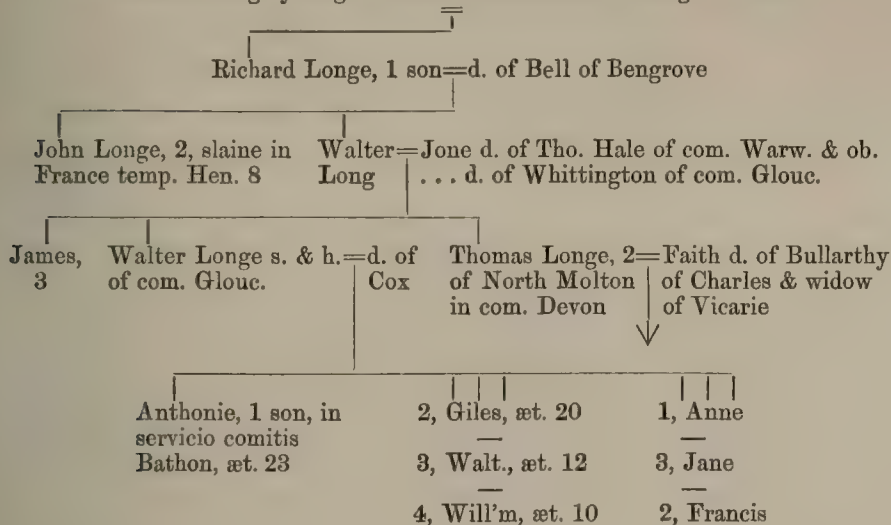 Richard Longe, 1 son=d. of Bell of Bengrove
John Longe, 2, slaine in
France temp. Hen. 8
Walter=Jone d. of Tho. Hale of com. Warw. & ob.
Long ... d. of Whittington of com. Glouc.
James,
3
Walter Longe s. & h.=d. of
of com. Glouc. Cox
Thomas Longe, 2=Faith d. of Bullarthy
of North Molton of Charles & widow
in com. Devon of Vicarie
Anthonie, 1 son, in
servicio comitis
Bathon, æt. 23
2, Giles, æt. 20
3, Walt., æt. 12
4, Will'm, æt. 10
1, Anne
3, Jane
2, Francis